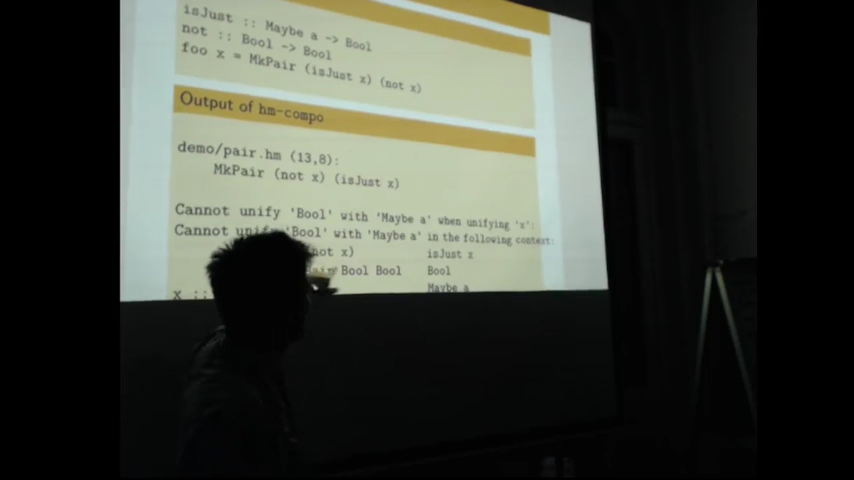 isJust :: Maybe a -> Bool
not :: Bool -> Bool
foo x = MkPair (isJust x) (not x)
Output of hm-compo
demo/pair.hm (13,8):
MkPair (not x) (isJust x)
Cannot unify 'Bool' with 'Maybe a' when unifying 'x':
Cannot unify 'Bool' with 'Maybe a' in the following context:
(not x) isJust x
Bool Bool Bool
x :: Maybe a